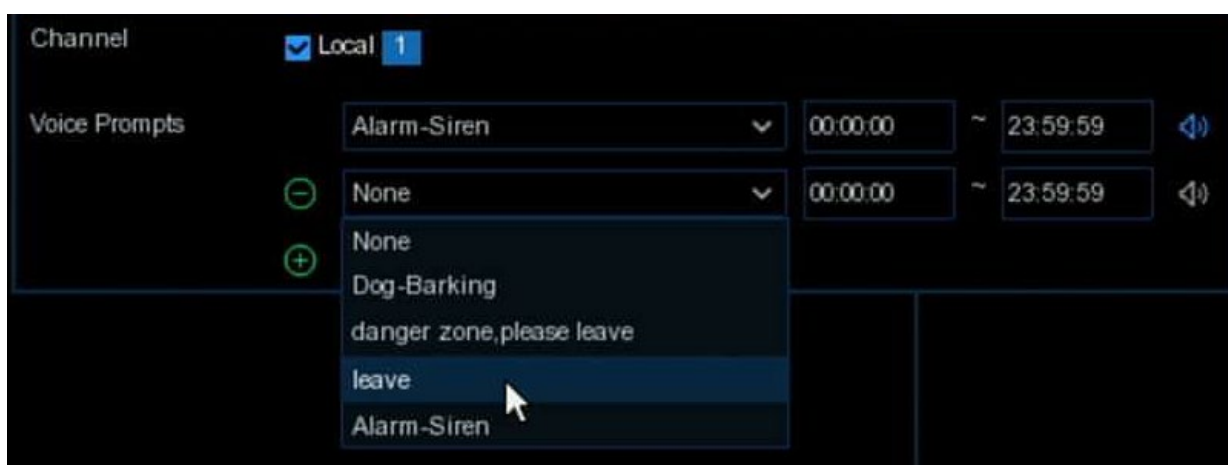 Channel Local 1
Voice Prompts Alarm-Siren 00:00:00 ~ 23:59:59
None 00:00:00 ~ 23:59:59
None
Dog-Barking
danger zone,please leave
leave
Alarm-Siren